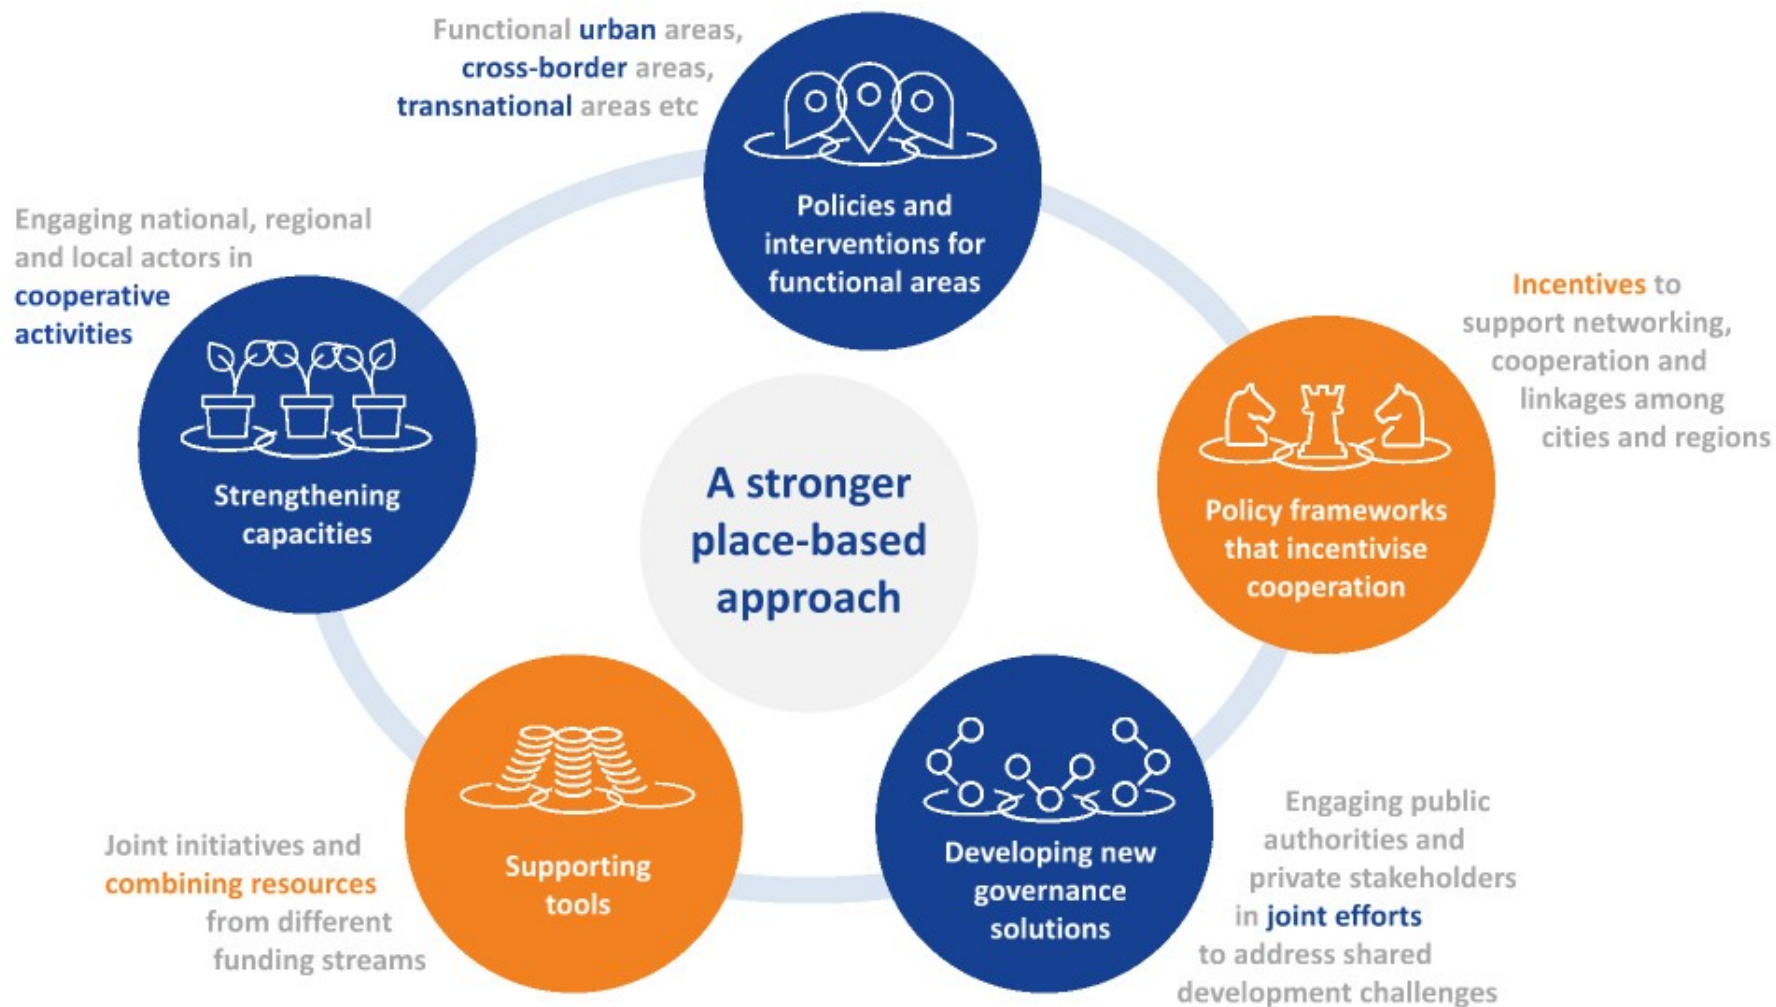 Functional urban areas,
cross-border areas,
transnational areas etc
Policies and
interventions for
functional areas
Engaging national, regional
and local actors in
cooperative
activities
Strengthening
capacities
Incentives to
support networking,
cooperation and
linkages among
cities and regions
Policy frameworks
that incentivise
cooperation
A stronger
place-based
approach
Joint initiatives and
combining resources
from different
funding streams
Supporting
tools
Developing new
governance
solutions
Engaging public
authorities and
private stakeholders
in joint efforts
to address shared
development challenges